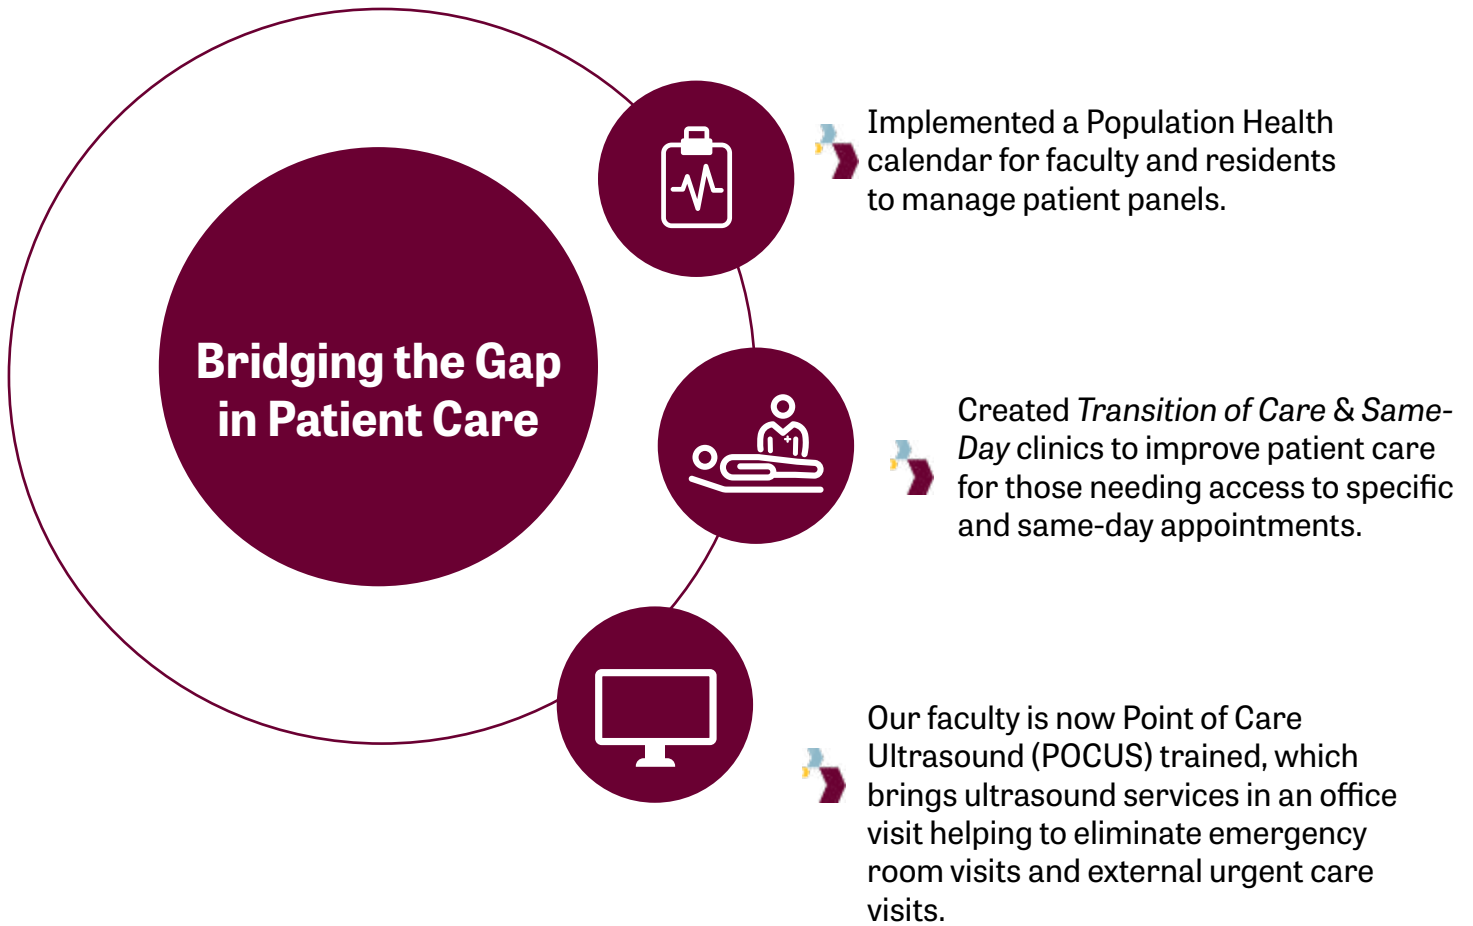 Bridging the Gap
in Patient Care
Implemented a Population Health
calendar for faculty and residents
to manage patient panels.
Created Transition of Care & Same-
Day clinics to improve patient care
for those needing access to specific
and same-day appointments.
Our faculty is now Point of Care
Ultrasound (POCUS) trained, which
brings ultrasound services in an office
visit helping to eliminate emergency
room visits and external urgent care
visits.